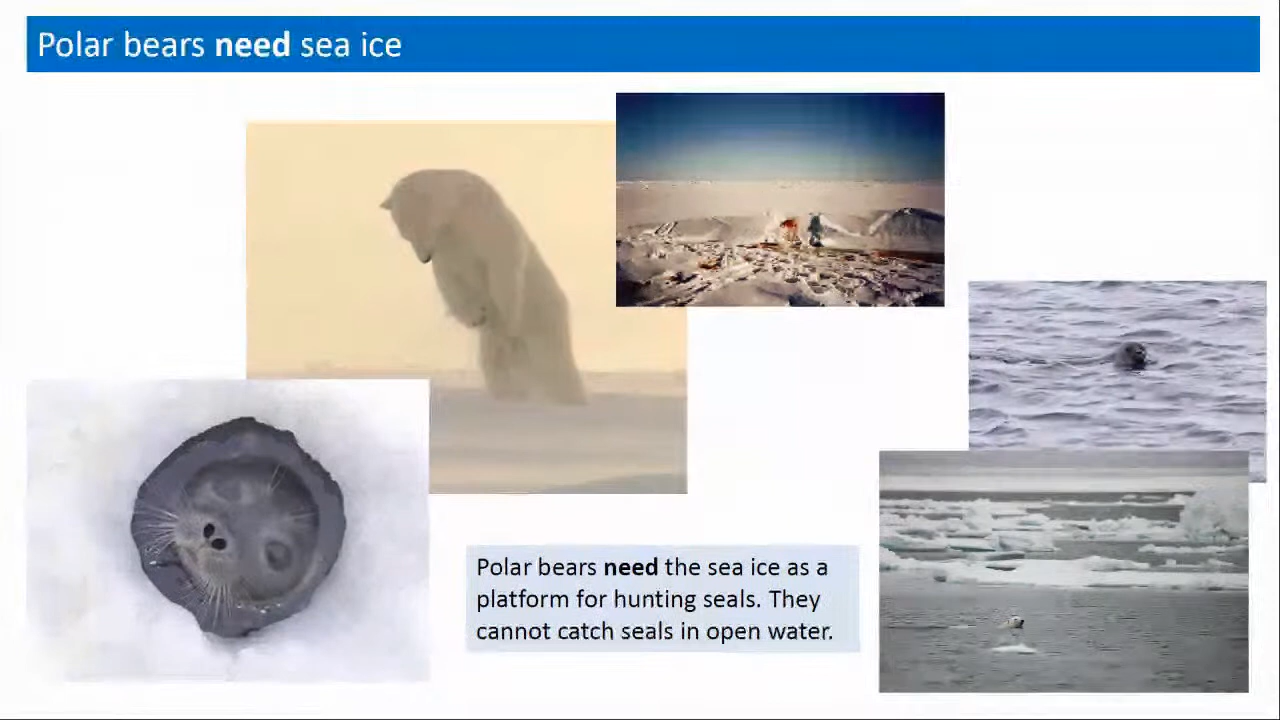 Polar bears need sea ice
Polar bears need the sea ice as a
platform for hunting seals. They
cannot catch seals in open water.